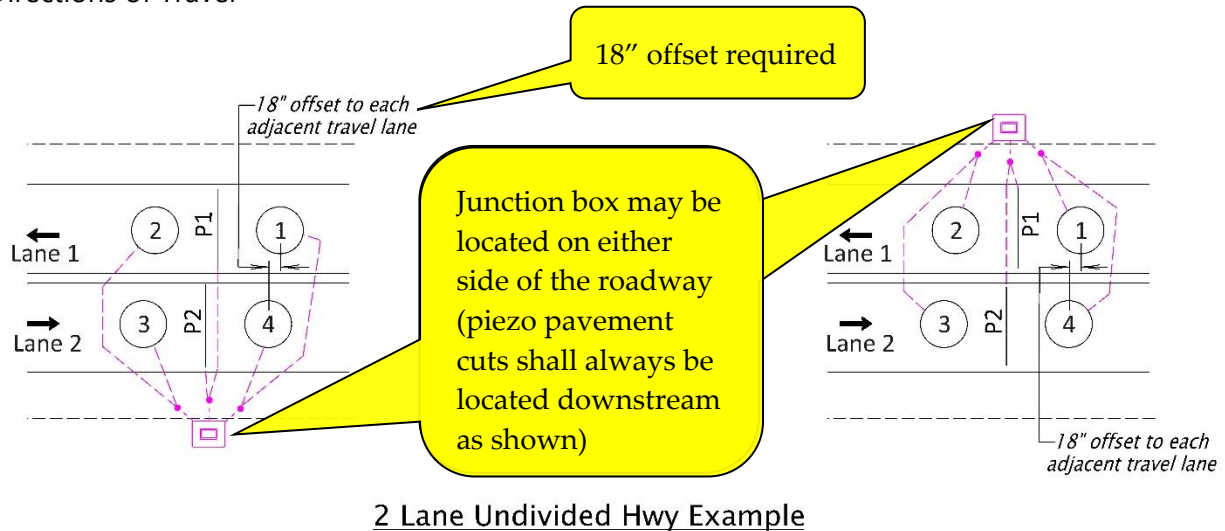 Directions of Travel
18" offset required
18" offset to each
adjacent travel lane
Junction box may be
located on either
side of the roadway
(piezo pavement
cuts shall always be
located downstream
as shown)
2
P1
1
Lane 1
3
P2
4
Lane 2
2
P1
1
Lane 1
3
P2
4
Lane 2
18" offset to each
adjacent travel lane
2 Lane Undivided Hwy Example